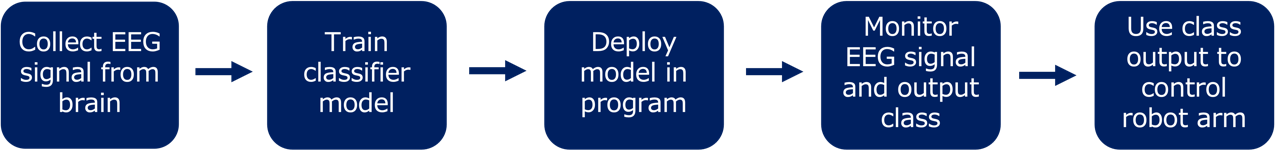 Collect EEG
signal from
brain
Train
classifier
model
Deploy
model in
program
Monitor
EEG signal
and output
class
Use class
output to
control
robot arm